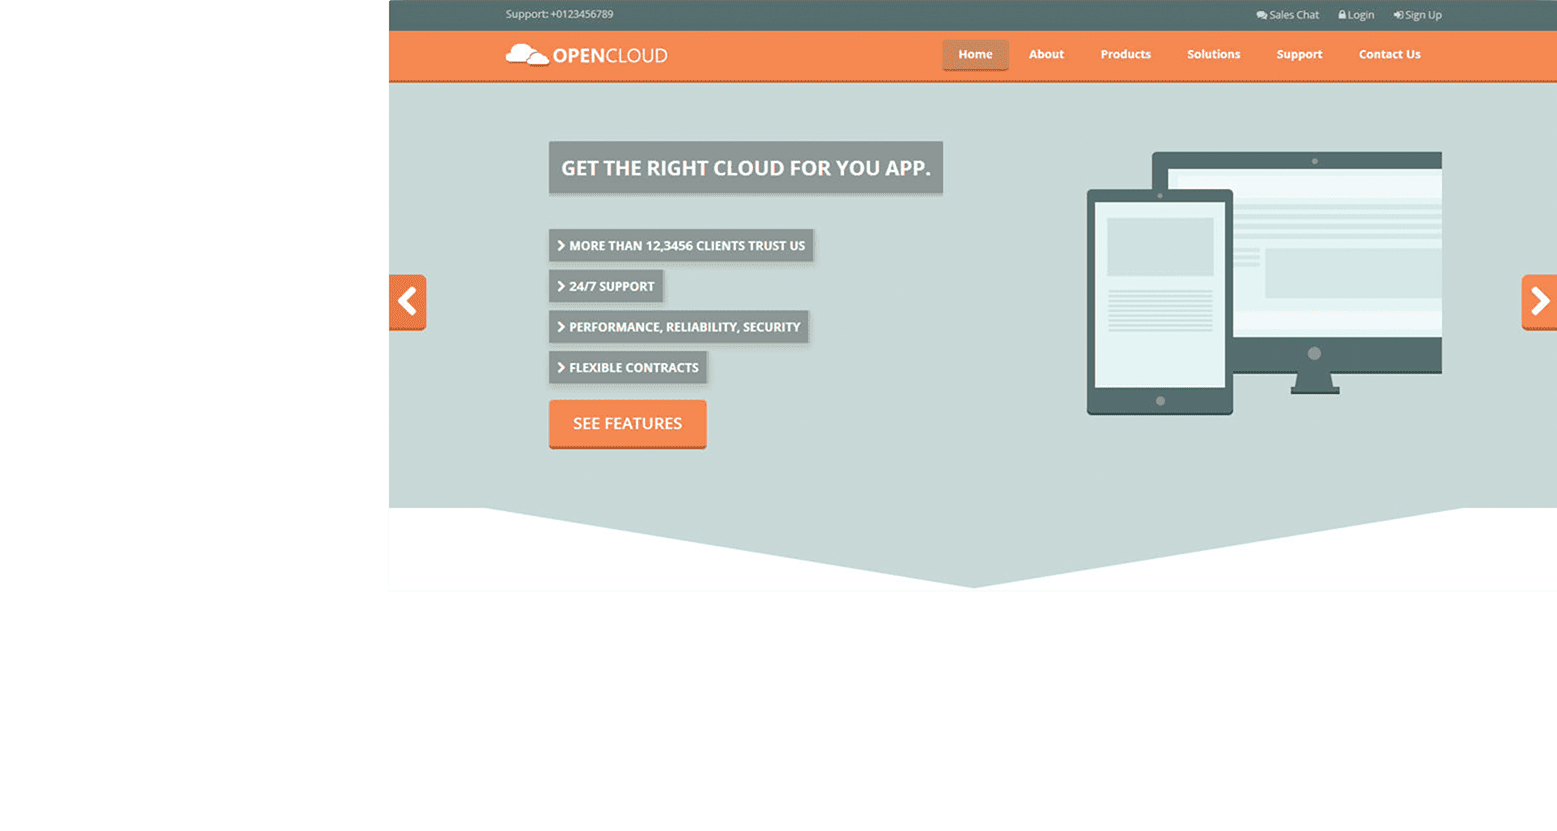 Support: +0123456789 Sales Chat Login Sign Up
OPENCLOUD Home About Products Solutions Support Contact Us
GET THE RIGHT CLOUD FOR YOU APP.
MORE THAN 12,3456 CLIENTS TRUST US
24/7 SUPPORT
PERFORMANCE, RELIABILITY, SECURITY
FLEXIBLE CONTRACTS
SEE FEATURES